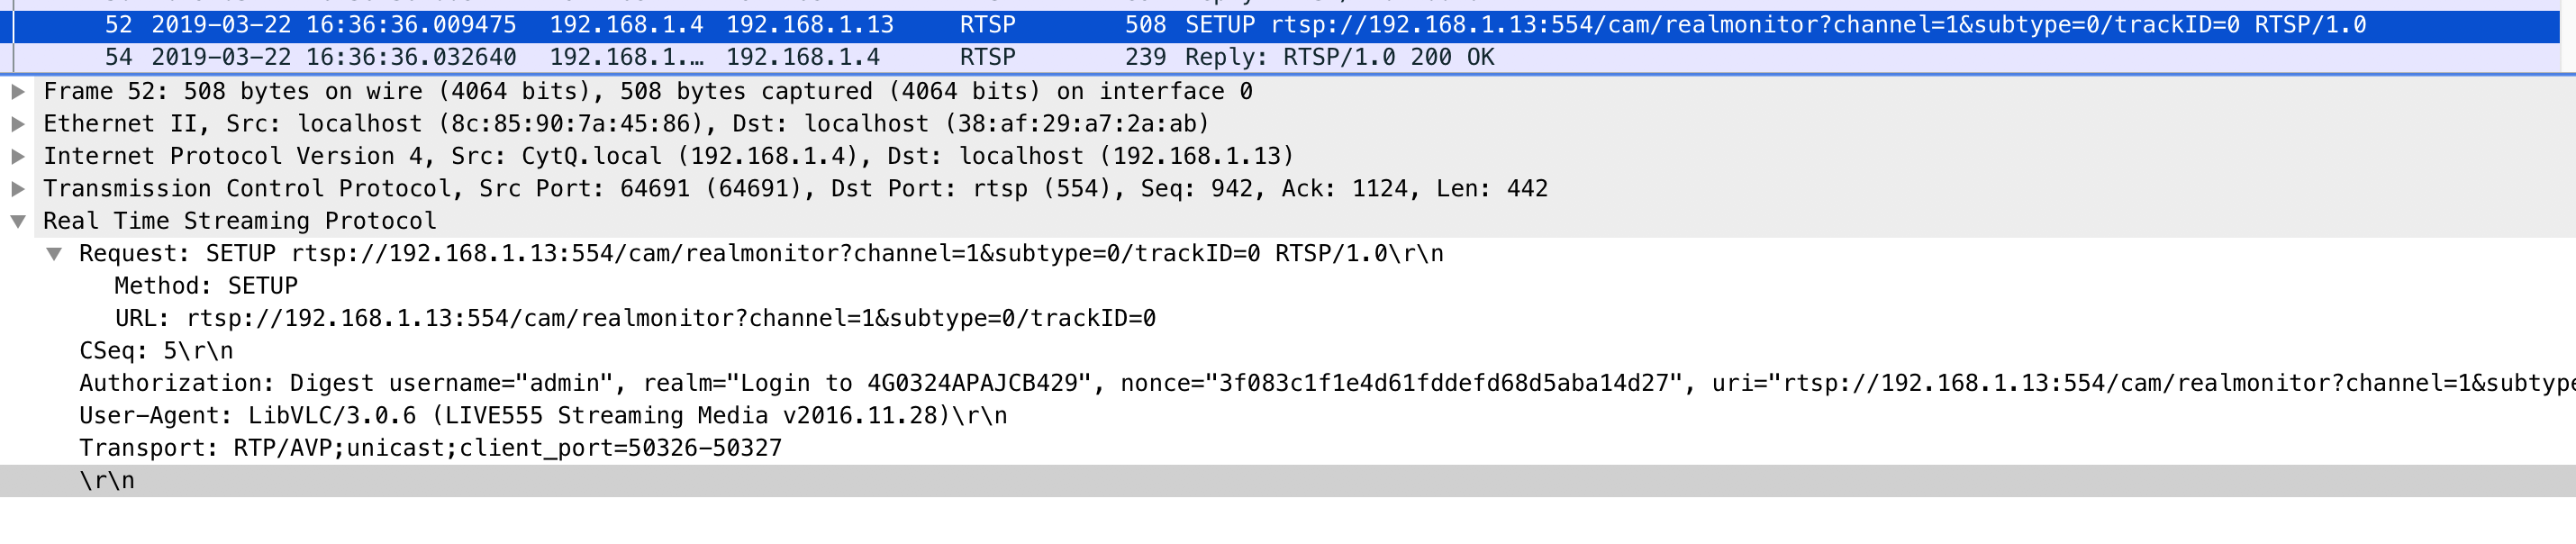 52 2019-03-22 16:36:36.009475 192.168.1.4 192.168.1.13 RTSP 508 SETUP rtsp://192.168.1.13:554/cam/realmonitor?channel=1&subtype=0/trackID=0 RTSP/1.0
54 2019-03-22 16:36:36.032640 192.168.1.… 192.168.1.4 RTSP 239 Reply: RTSP/1.0 200 OK
Frame 52: 508 bytes on wire (4064 bits), 508 bytes captured (4064 bits) on interface 0
Ethernet II, Src: localhost (8c:85:90:7a:45:86), Dst: localhost (38:af:29:a7:2a:ab)
Internet Protocol Version 4, Src: CytQ.local (192.168.1.4), Dst: localhost (192.168.1.13)
Transmission Control Protocol, Src Port: 64691 (64691), Dst Port: rtsp (554), Seq: 942, Ack: 1124, Len: 442
Real Time Streaming Protocol
Request: SETUP rtsp://192.168.1.13:554/cam/realmonitor?channel=1&subtype=0/trackID=0 RTSP/1.0\r\n
Method: SETUP
URL: rtsp://192.168.1.13:554/cam/realmonitor?channel=1&subtype=0/trackID=0
CSeq: 5\r\n
Authorization: Digest username="admin", realm="Login to 4G0324APAJCB429", nonce="3f083c1f1e4d61fddefd68d5aba14d27", uri="rtsp://192.168.1.13:554/cam/realmonitor?channel=1&subtype
User-Agent: LibVLC/3.0.6 (LIVE555 Streaming Media v2016.11.28)\r\n
Transport: RTP/AVP;unicast;client_port=50326-50327
\r\n